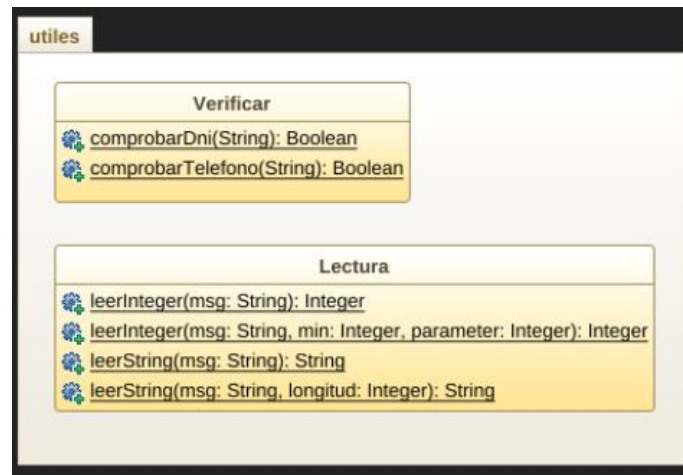 utiles
Verificar
comprobarDni(String): Boolean
comprobarTelefono(String): Boolean
Lectura
leerInteger(msg: String): Integer
leerInteger(msg: String, min: Integer, parameter: Integer): Integer
leerString(msg: String): String
leerString(msg: String, longitud: Integer): String